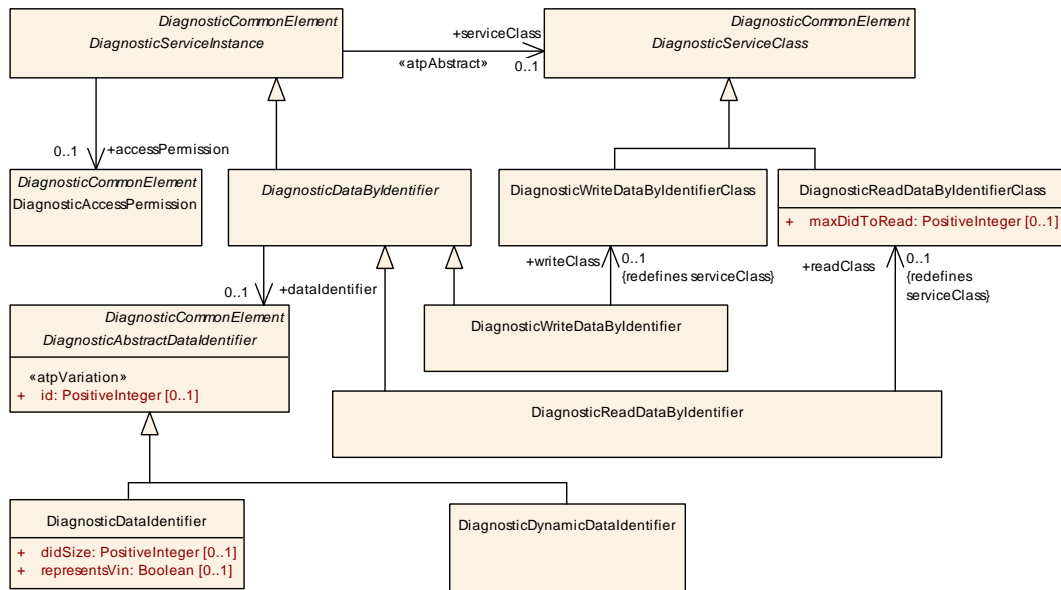 DiagnosticCommonElement
DiagnosticServiceInstance
+serviceClass
«atpAbstract»
0..1
DiagnosticCommonElement
DiagnosticServiceClass
0..1
+accessPermission
DiagnosticCommonElement
DiagnosticAccessPermission
DiagnosticDataByIdentifier
DiagnosticWriteDataByIdentifierClass
DiagnosticReadDataByIdentifierClass
+ maxDidToRead: PositiveInteger [0..1]
+writeClass
0..1
{redefines serviceClass}
+readClass
0..1
{redefines
serviceClass}
0..1
+dataIdentifier
DiagnosticCommonElement
DiagnosticAbstractDataIdentifier
«atpVariation»
+ id: PositiveInteger [0..1]
DiagnosticWriteDataByIdentifier
DiagnosticReadDataByIdentifier
DiagnosticDataIdentifier
+ didSize: PositiveInteger [0..1]
+ representsVin: Boolean [0..1]
DiagnosticDynamicDataIdentifier